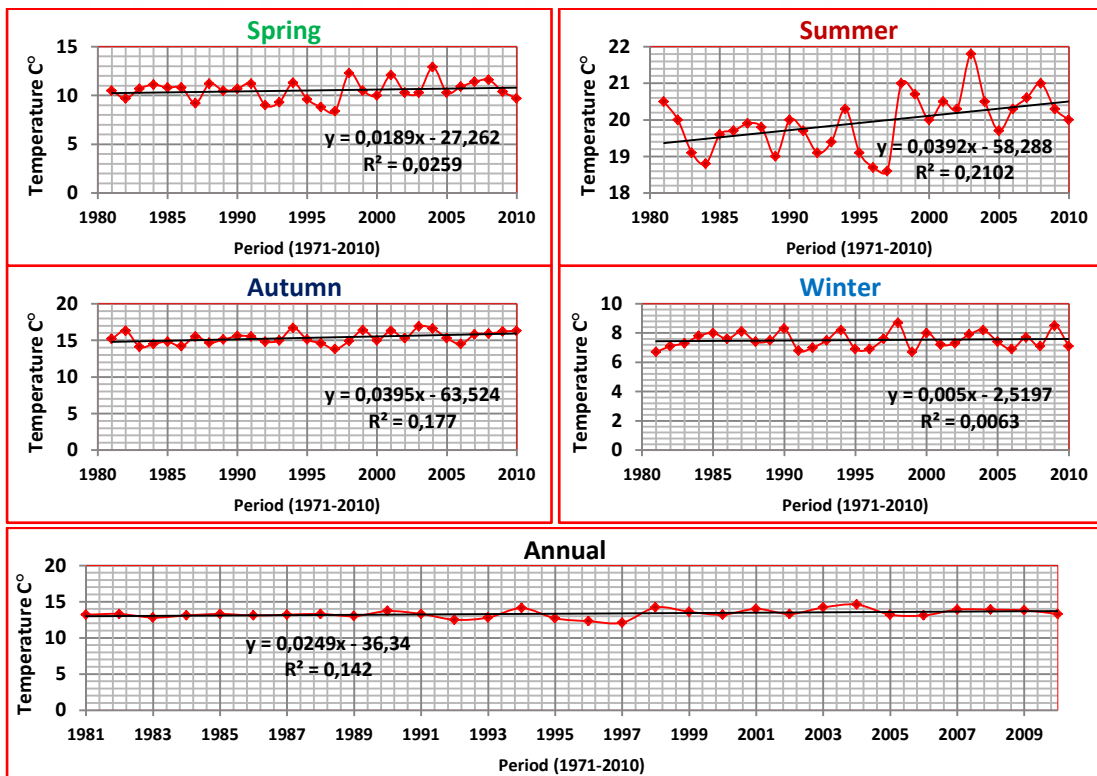 Spring
Temperature C°
15
10
5
0
y = 0,0189x - 27,262
R² = 0,0259
1980 1985 1990 1995 2000 2005 2010
Period (1971-2010)
Summer
Temperature C°
22
21
20
19
18
y = 0,0392x - 58,288
R² = 0,2102
1980 1985 1990 1995 2000 2005 2010
Period (1971-2010)
Autumn
Temperature C°
20
15
10
5
0
y = 0,0395x - 63,524
R² = 0,177
1980 1985 1990 1995 2000 2005 2010
Period (1971-2010)
Winter
Temperature C°
10
8
6
4
2
0
y = 0,005x - 2,5197
R² = 0,0063
1980 1985 1990 1995 2000 2005 2010
Period (1971-2010)
Annual
Temperature C°
20
15
10
5
0
y = 0,0249x - 36,34
R² = 0,142
1981 1983 1985 1987 1989 1991 1993 1995 1997 1999 2001 2003 2005 2007 2009
Period (1971-2010)